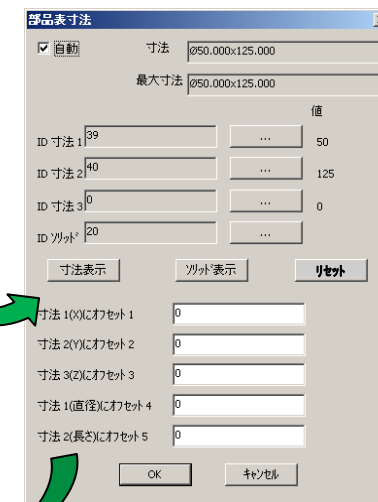 部品表寸法
自動 寸法 Ø50.000x125.000
最大寸法 Ø50.000x125.000
値
ID 寸法 1 39 ... 50
ID 寸法 2 40 ... 125
ID 寸法 3 0 ... 0
ID ｿﾘｯﾄﾞ 20 ...
寸法表示 ｿﾘｯﾄﾞ表示 ﾘｾｯﾄ
寸法 1(X)にｵﾌｾｯﾄ 1 0
寸法 2(Y)にｵﾌｾｯﾄ 2 0
寸法 3(Z)にｵﾌｾｯﾄ 3 0
寸法 1(直径)にｵﾌｾｯﾄ 4 0
寸法 2(長さ)にｵﾌｾｯﾄ 5 0
OK ｷｬﾝｾﾙ